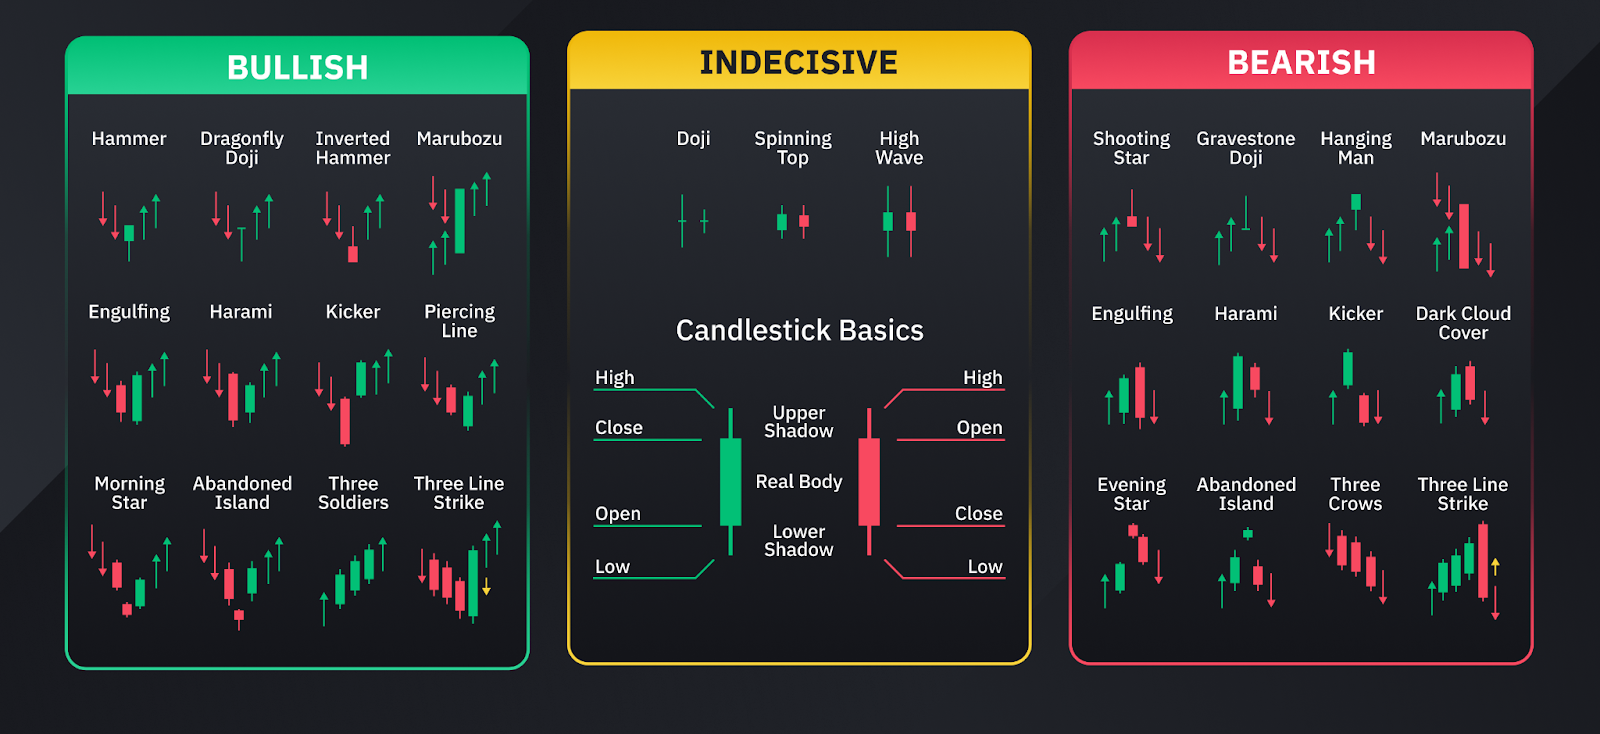 BULLISH
Hammer
Dragonfly
Doji
Inverted
Hammer
Marubozu
Engulfing
Harami
Kicker
Piercing
Line
Morning
Star
Abandoned
Island
Three
Soldiers
Three Line
Strike
INDECISIVE
Doji
Spinning
Top
High
Wave
Candlestick Basics
High
Close
Open
Low
Upper
Shadow
Real Body
Lower
Shadow
High
Open
Close
Low
BEARISH
Shooting
Star
Gravestone
Doji
Hanging
Man
Marubozu
Engulfing
Harami
Kicker
Dark Cloud
Cover
Evening
Star
Abandoned
Island
Three
Crows
Three Line
Strike